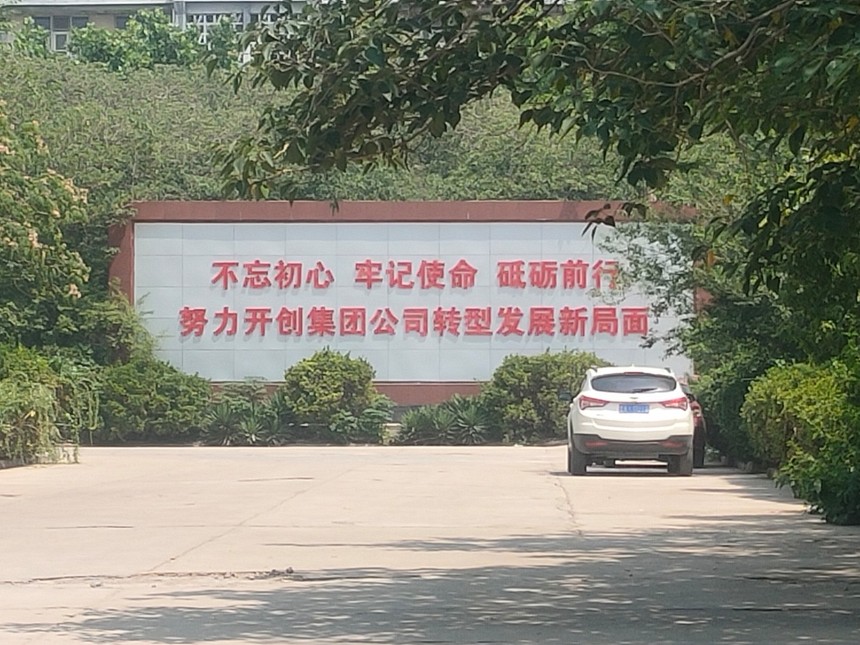 不忘初心 牢记使命 砥砺前行
努力开创集团公司转型发展新局面